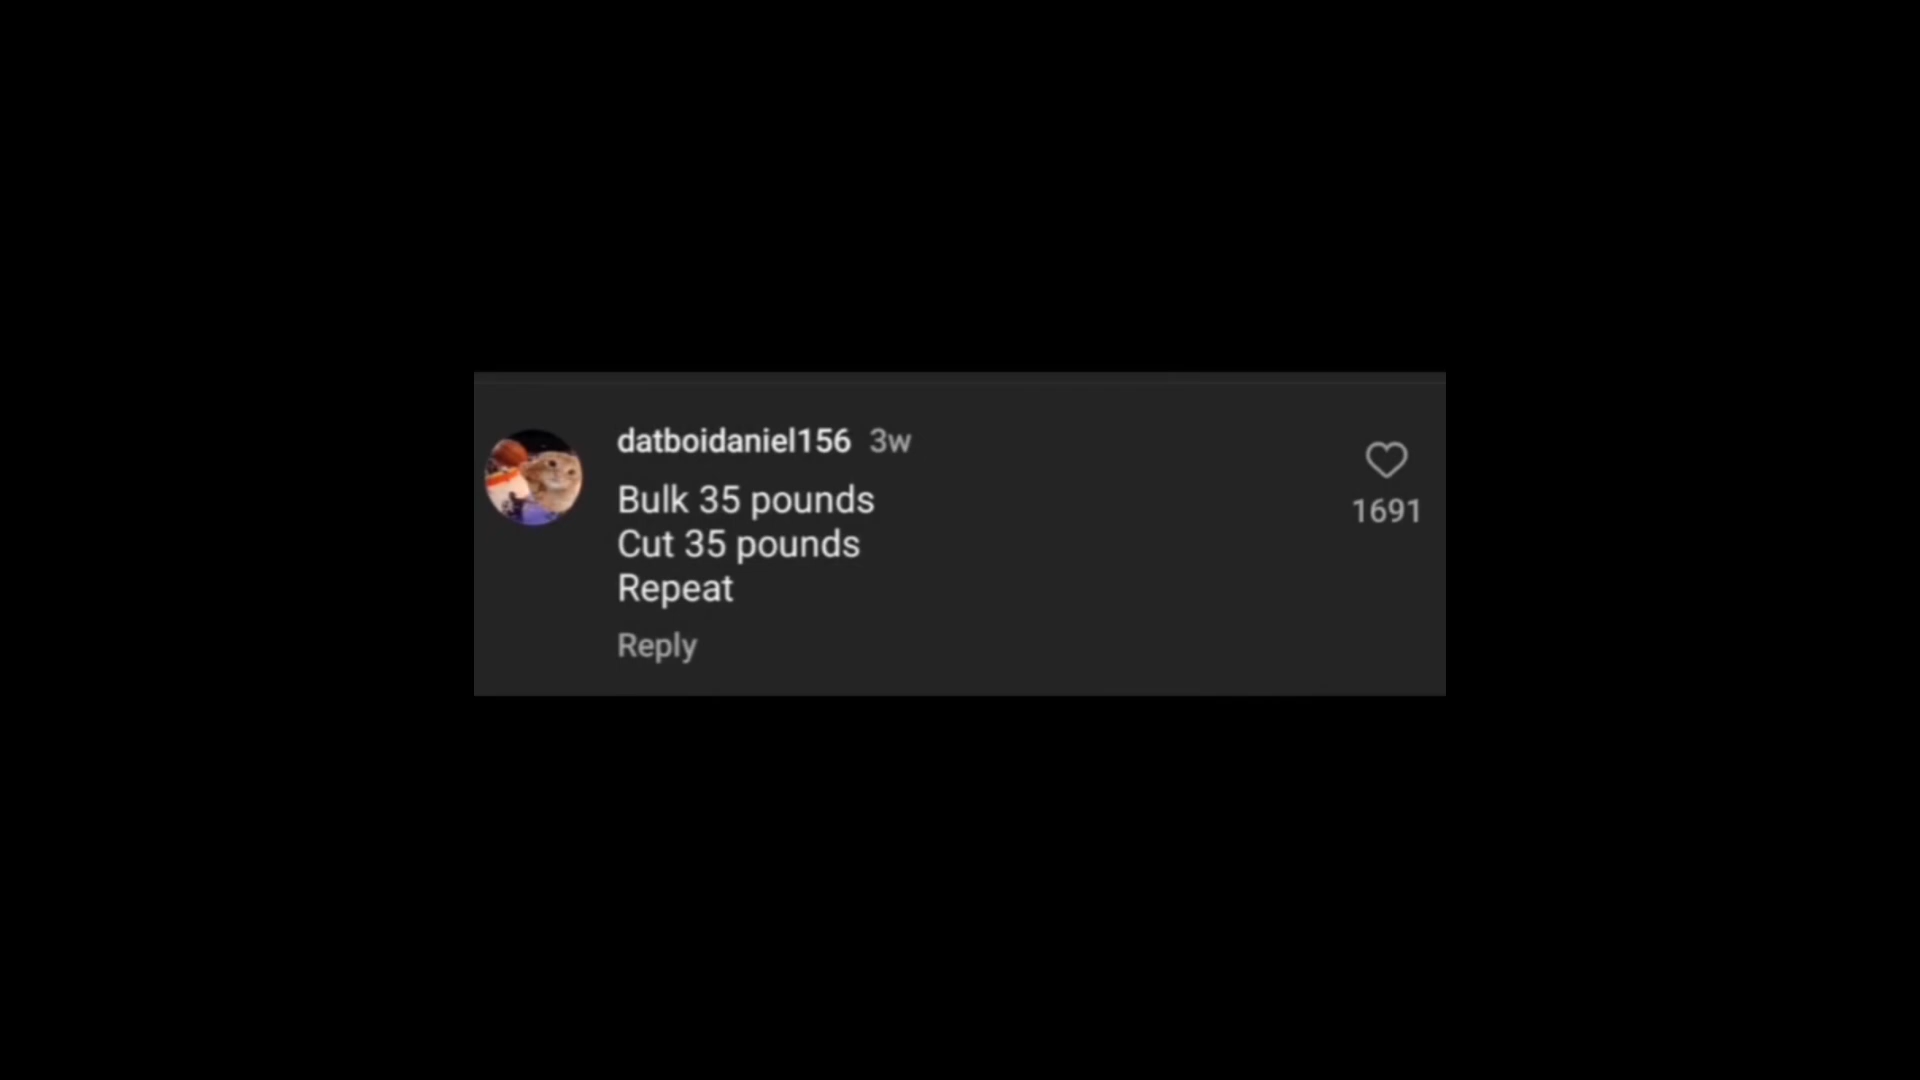 datboidaniel156 3w
Bulk 35 pounds
Cut 35 pounds
Repeat
Reply
1691